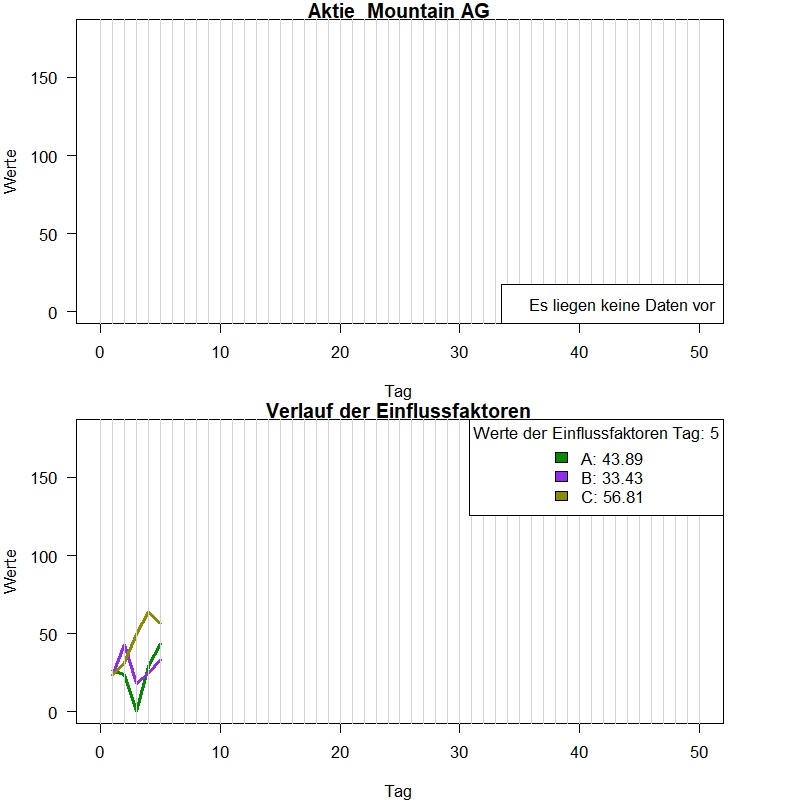 Aktie  Mountain AG
Werte
150
100
50
0
Es liegen keine Daten vor
0 10 20 30 40 50
Tag
Verlauf der Einflussfaktoren
Werte der Einflussfaktoren Tag: 5
A: 43.89
B: 33.43
C: 56.81
Werte
150
100
50
0
0 10 20 30 40 50
Tag